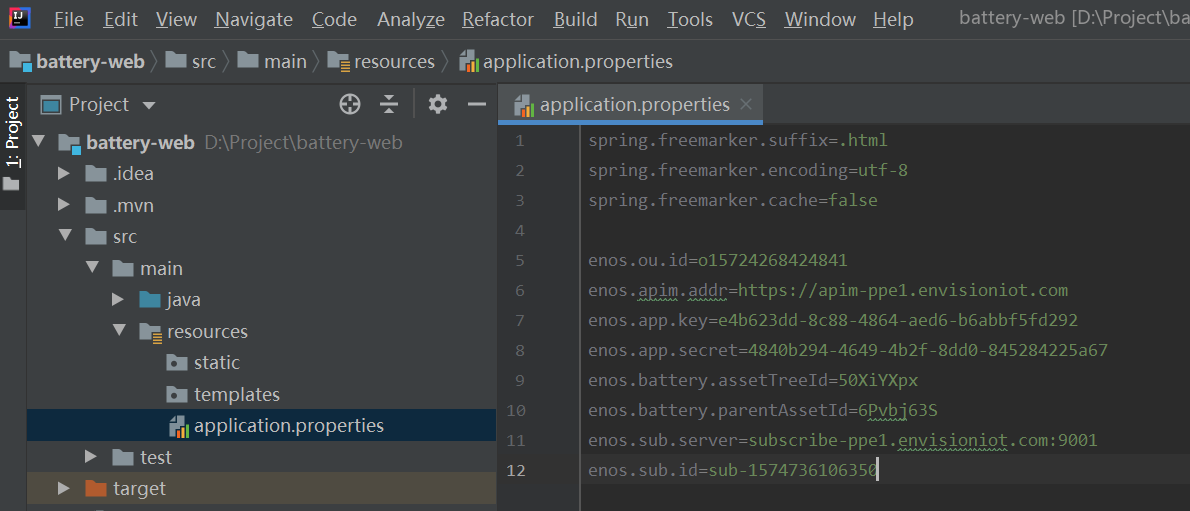 IJ File Edit View Navigate Code Analyze Refactor Build Run Tools VCS Window Help battery-web [D:\Project\ba
battery-web src main resources application.properties
1: Project
Project
application.properties
battery-web D:\Project\battery-web
.idea
.mvn
src
main
java
resources
static
templates
application.properties
test
target
1 spring.freemarker.suffix=.html
2 spring.freemarker.encoding=utf-8
3 spring.freemarker.cache=false
4
5 enos.ou.id=o15724268424841
6 enos.apim.addr=https://apim-ppe1.envisioniot.com
7 enos.app.key=e4b623dd-8c88-4864-aed6-b6abbf5fd292
8 enos.app.secret=4840b294-4649-4b2f-8dd0-845284225a67
9 enos.battery.assetTreeId=50XiYXpx
10 enos.battery.parentAssetId=6Pvbj63S
11 enos.sub.server=subscribe-ppe1.envisioniot.com:9001
12 enos.sub.id=sub-1574736106350